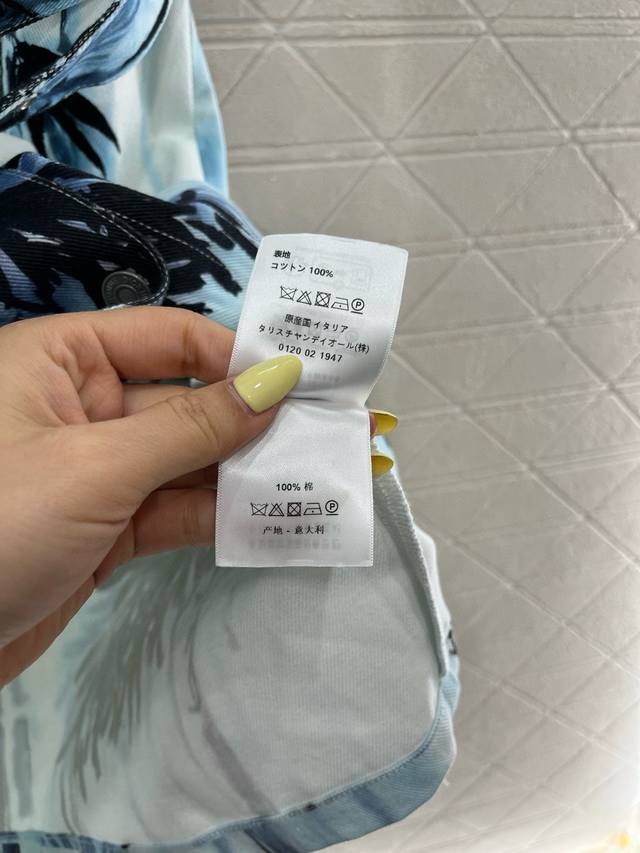 表地
コットン 100%
P
原産国 イタリア
タリスチャンディオール(株)
0120 02 1947
100% 棉
P
产地 - 意大利